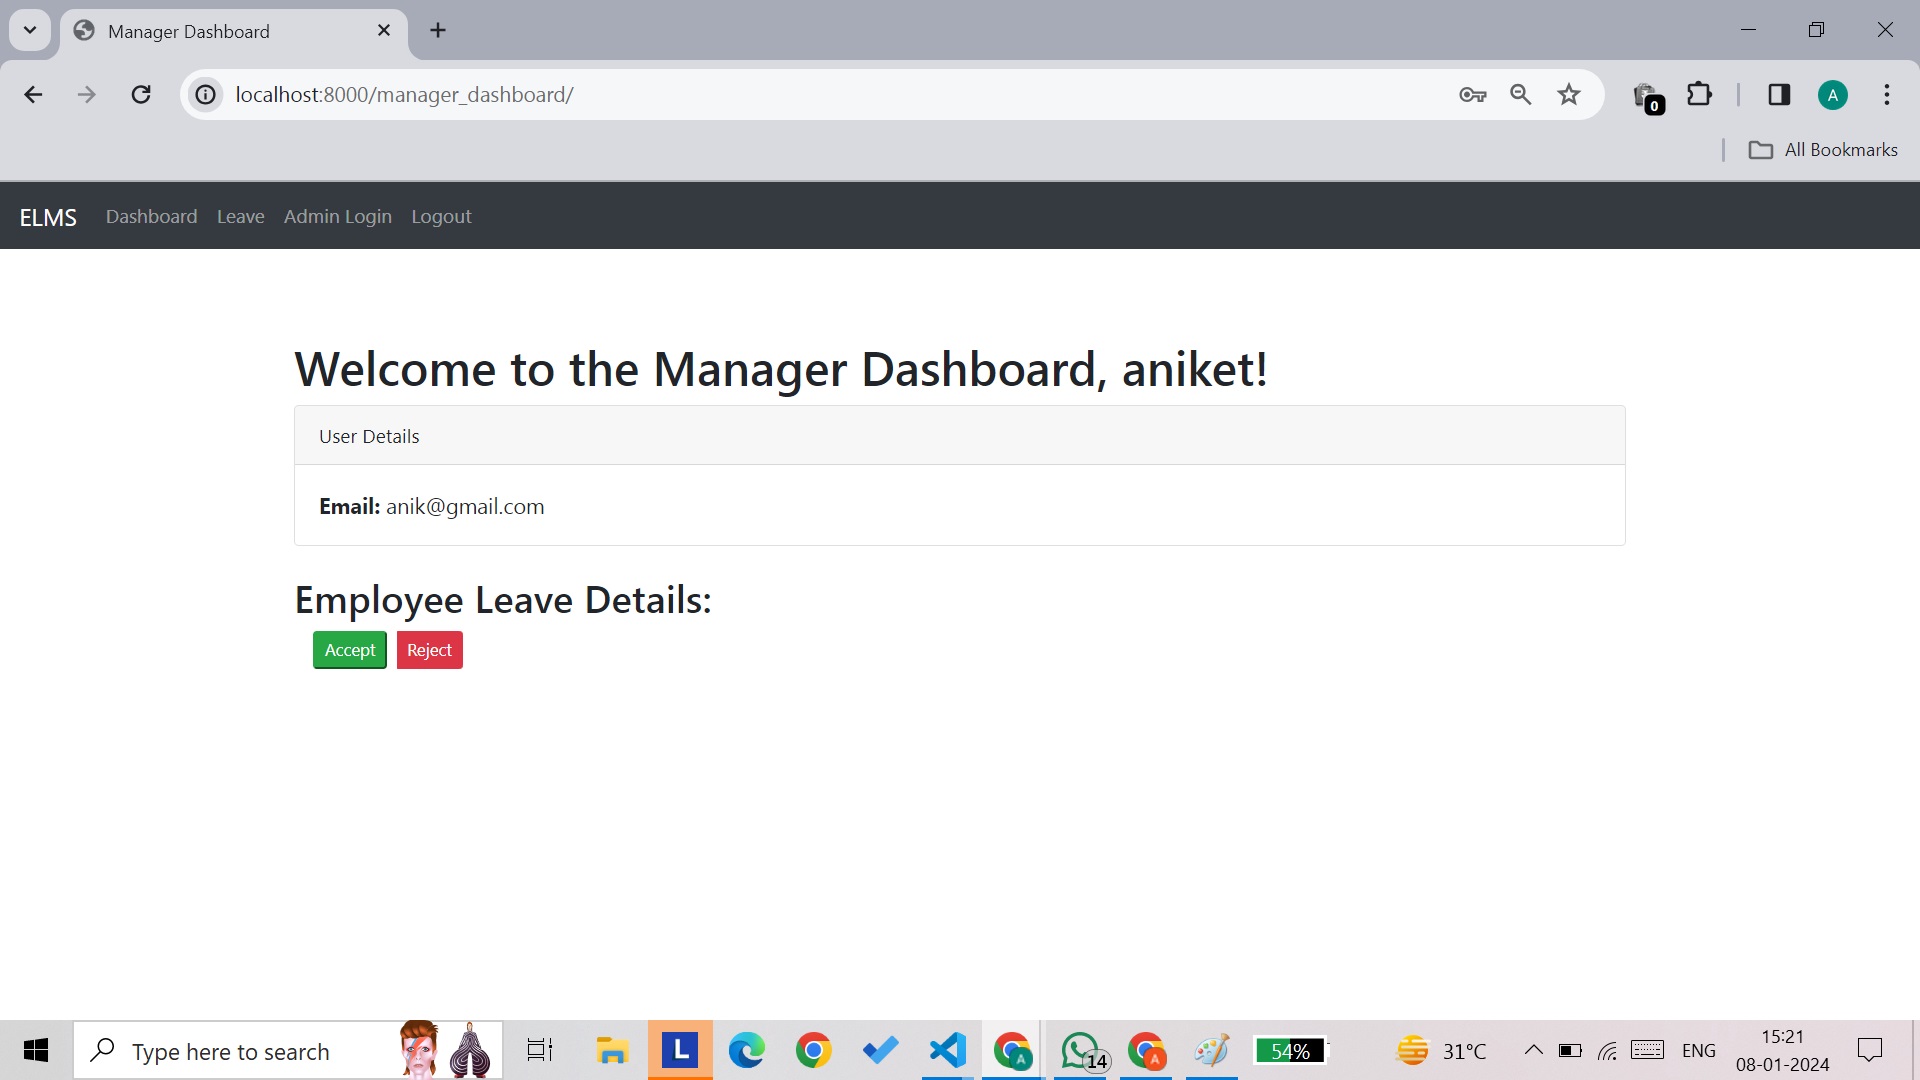 Manager Dashboard
localhost:8000/manager_dashboard/
0
A
All Bookmarks
ELMS Dashboard Leave Admin Login Logout
Welcome to the Manager Dashboard, aniket!
User Details
Email: anik@gmail.com
Employee Leave Details:
Accept Reject
Type here to search
L
A
14
A
54%
31°C
ENG
15:21
08-01-2024